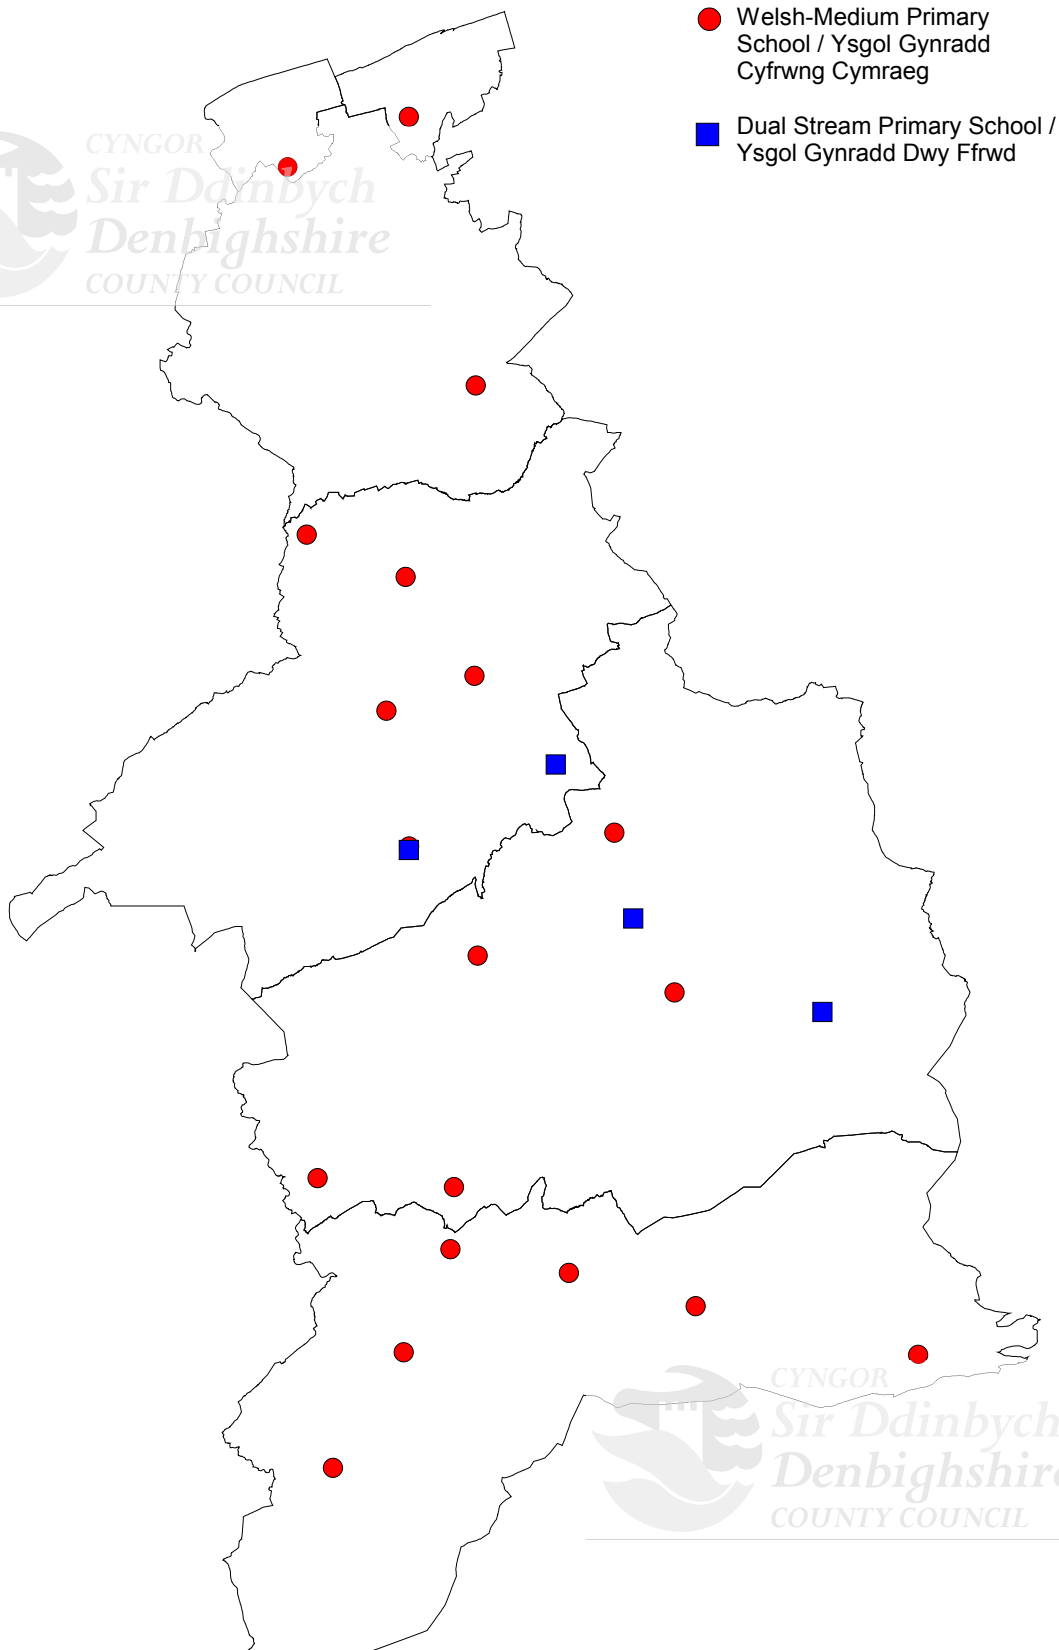 Welsh-Medium Primary
School / Ysgol Gynradd
Cyfrwng Cymraeg
Dual Stream Primary School /
Ysgol Gynradd Dwy Ffrwd
CYNGOR
Sir Ddinbych
Denbighshire
COUNTY COUNCIL
CYNGOR
Sir Ddinbych
Denbighshire
COUNTY COUNCIL